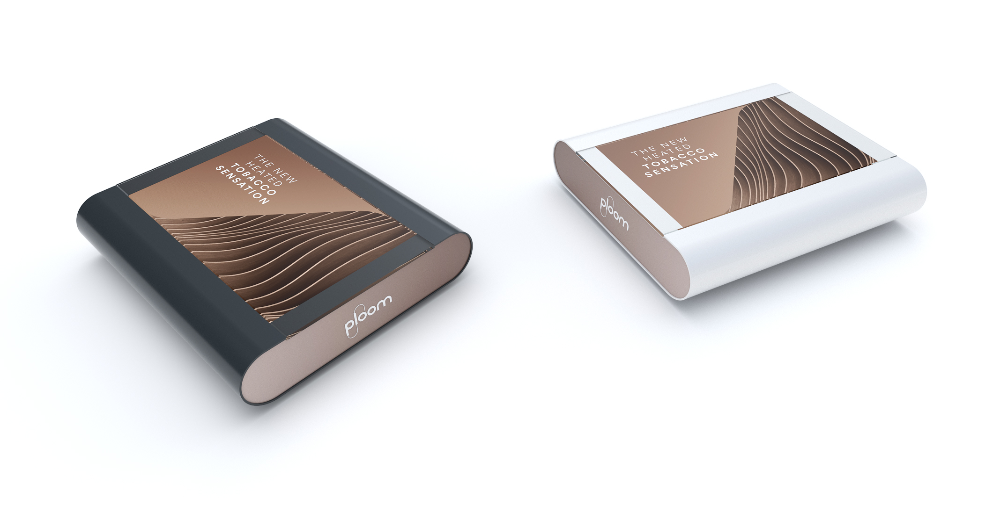 THE NEW
HEATED
TOBACCO
SENSATION
ploom
THE NEW
HEATED
TOBACCO
SENSATION
ploom